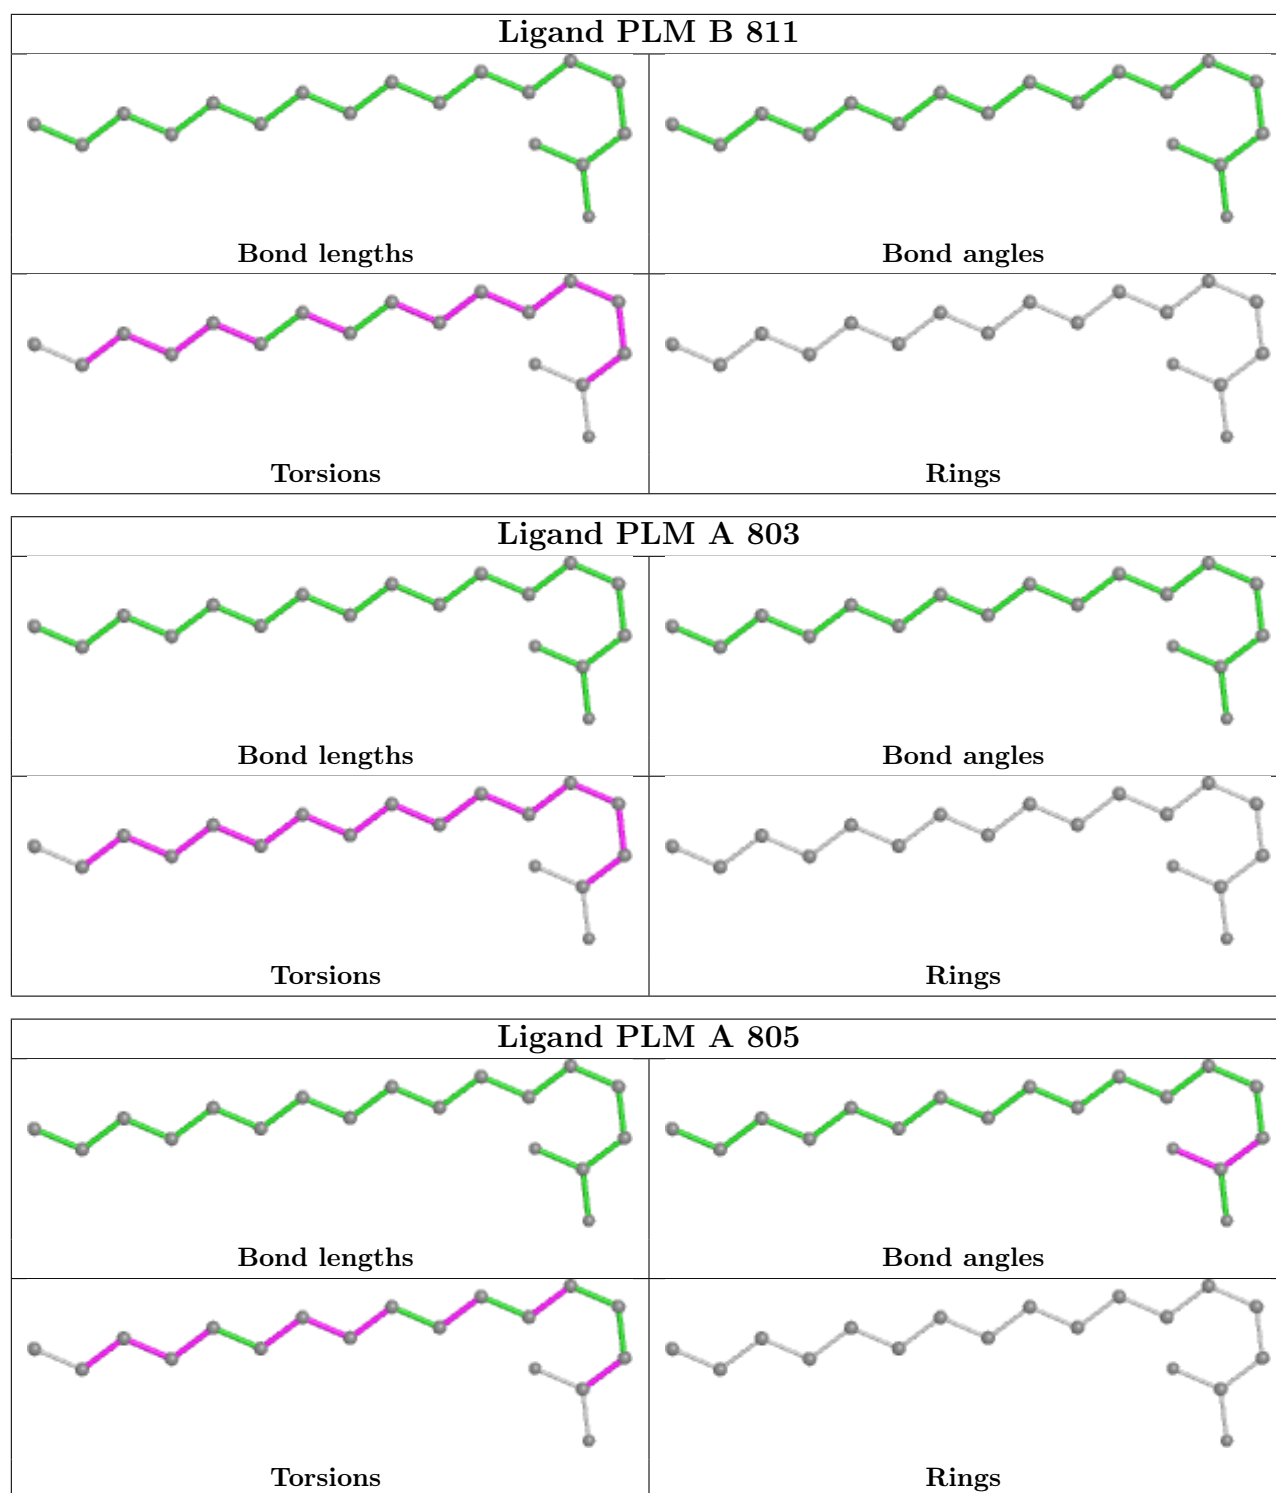 Ligand PLM B 811
Bond lengths
Bond angles
Torsions
Rings
Ligand PLM A 803
Bond lengths
Bond angles
Torsions
Rings
Ligand PLM A 805
Bond lengths
Bond angles
Torsions
Rings